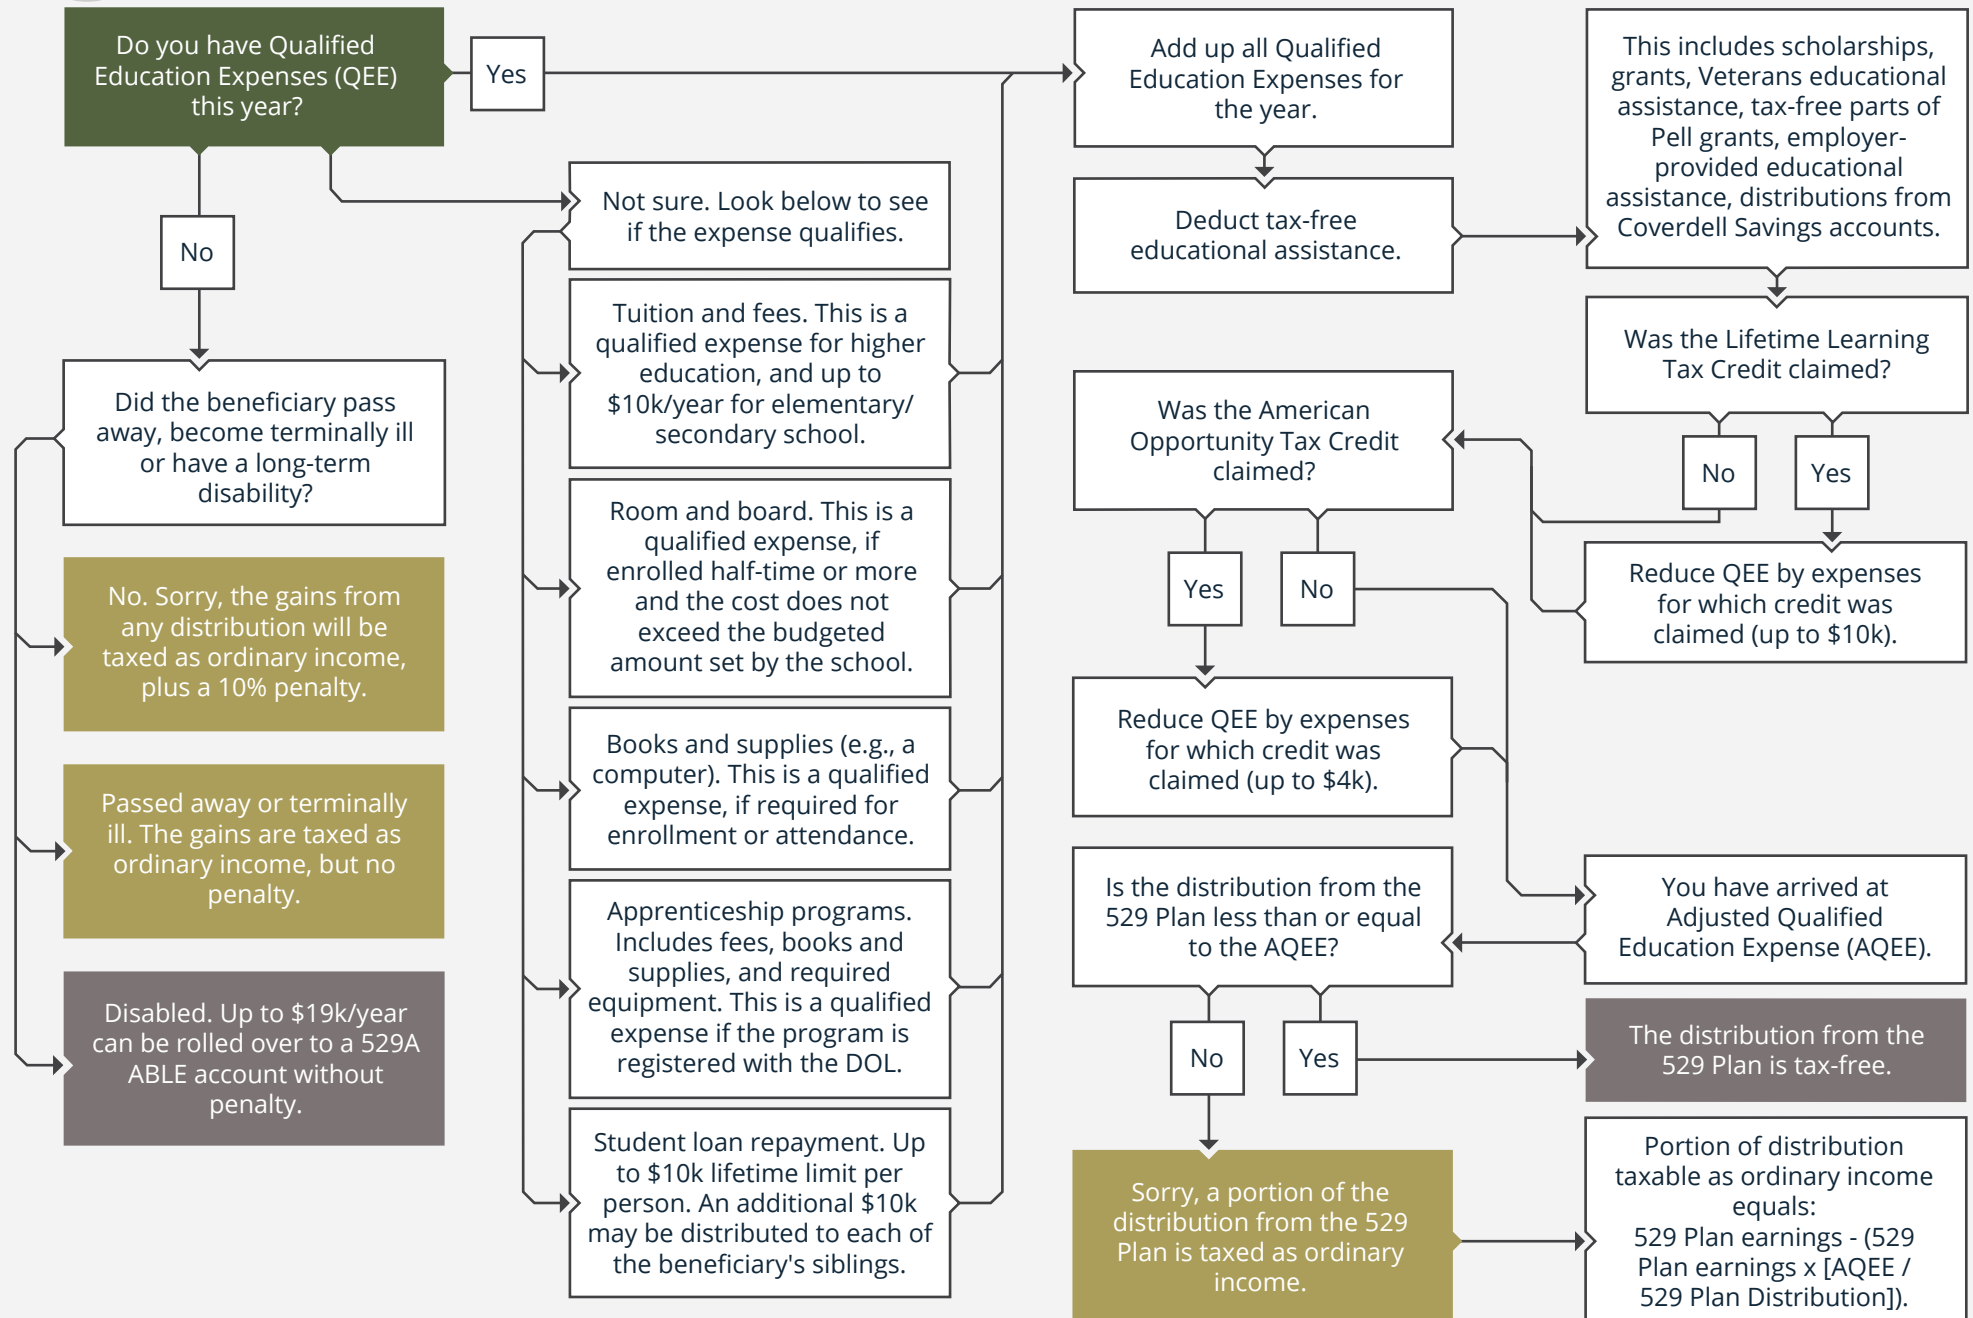 Do you have Qualified
Education Expenses (QEE)
this year?
Yes
No
Did the beneficiary pass
away, become terminally ill
or have a long-term
disability?
No. Sorry, the gains from
any distribution will be
taxed as ordinary income,
plus a 10% penalty.
Passed away or terminally
ill. The gains are taxed as
ordinary income, but no
penalty.
Disabled. Up to $19k/year
can be rolled over to a 529A
ABLE account without
penalty.
Not sure. Look below to see
if the expense qualifies.
Tuition and fees. This is a
qualified expense for higher
education, and up to
$10k/year for elementary/
secondary school.
Room and board. This is a
qualified expense, if
enrolled half-time or more
and the cost does not
exceed the budgeted
amount set by the school.
Books and supplies (e.g., a
computer). This is a qualified
expense, if required for
enrollment or attendance.
Apprenticeship programs.
Includes fees, books and
supplies, and required
equipment. This is a qualified
expense if the program is
registered with the DOL.
Student loan repayment. Up
to $10k lifetime limit per
person. An additional $10k
may be distributed to each of
the beneficiary's siblings.
Add up all Qualified
Education Expenses for
the year.
Deduct tax-free
educational assistance.
This includes scholarships,
grants, Veterans educational
assistance, tax-free parts of
Pell grants, employer-
provided educational
assistance, distributions from
Coverdell Savings accounts.
Was the Lifetime Learning
Tax Credit claimed?
No
Yes
Reduce QEE by expenses
for which credit was
claimed (up to $10k).
Was the American
Opportunity Tax Credit
claimed?
Yes
No
Reduce QEE by expenses
for which credit was
claimed (up to $4k).
You have arrived at
Adjusted Qualified
Education Expense (AQEE).
Is the distribution from the
529 Plan less than or equal
to the AQEE?
No
Yes
The distribution from the
529 Plan is tax-free.
Sorry, a portion of the
distribution from the 529
Plan is taxed as ordinary
income.
Portion of distribution
taxable as ordinary income
equals:
529 Plan earnings - (529
Plan earnings x [AQEE /
529 Plan Distribution]).